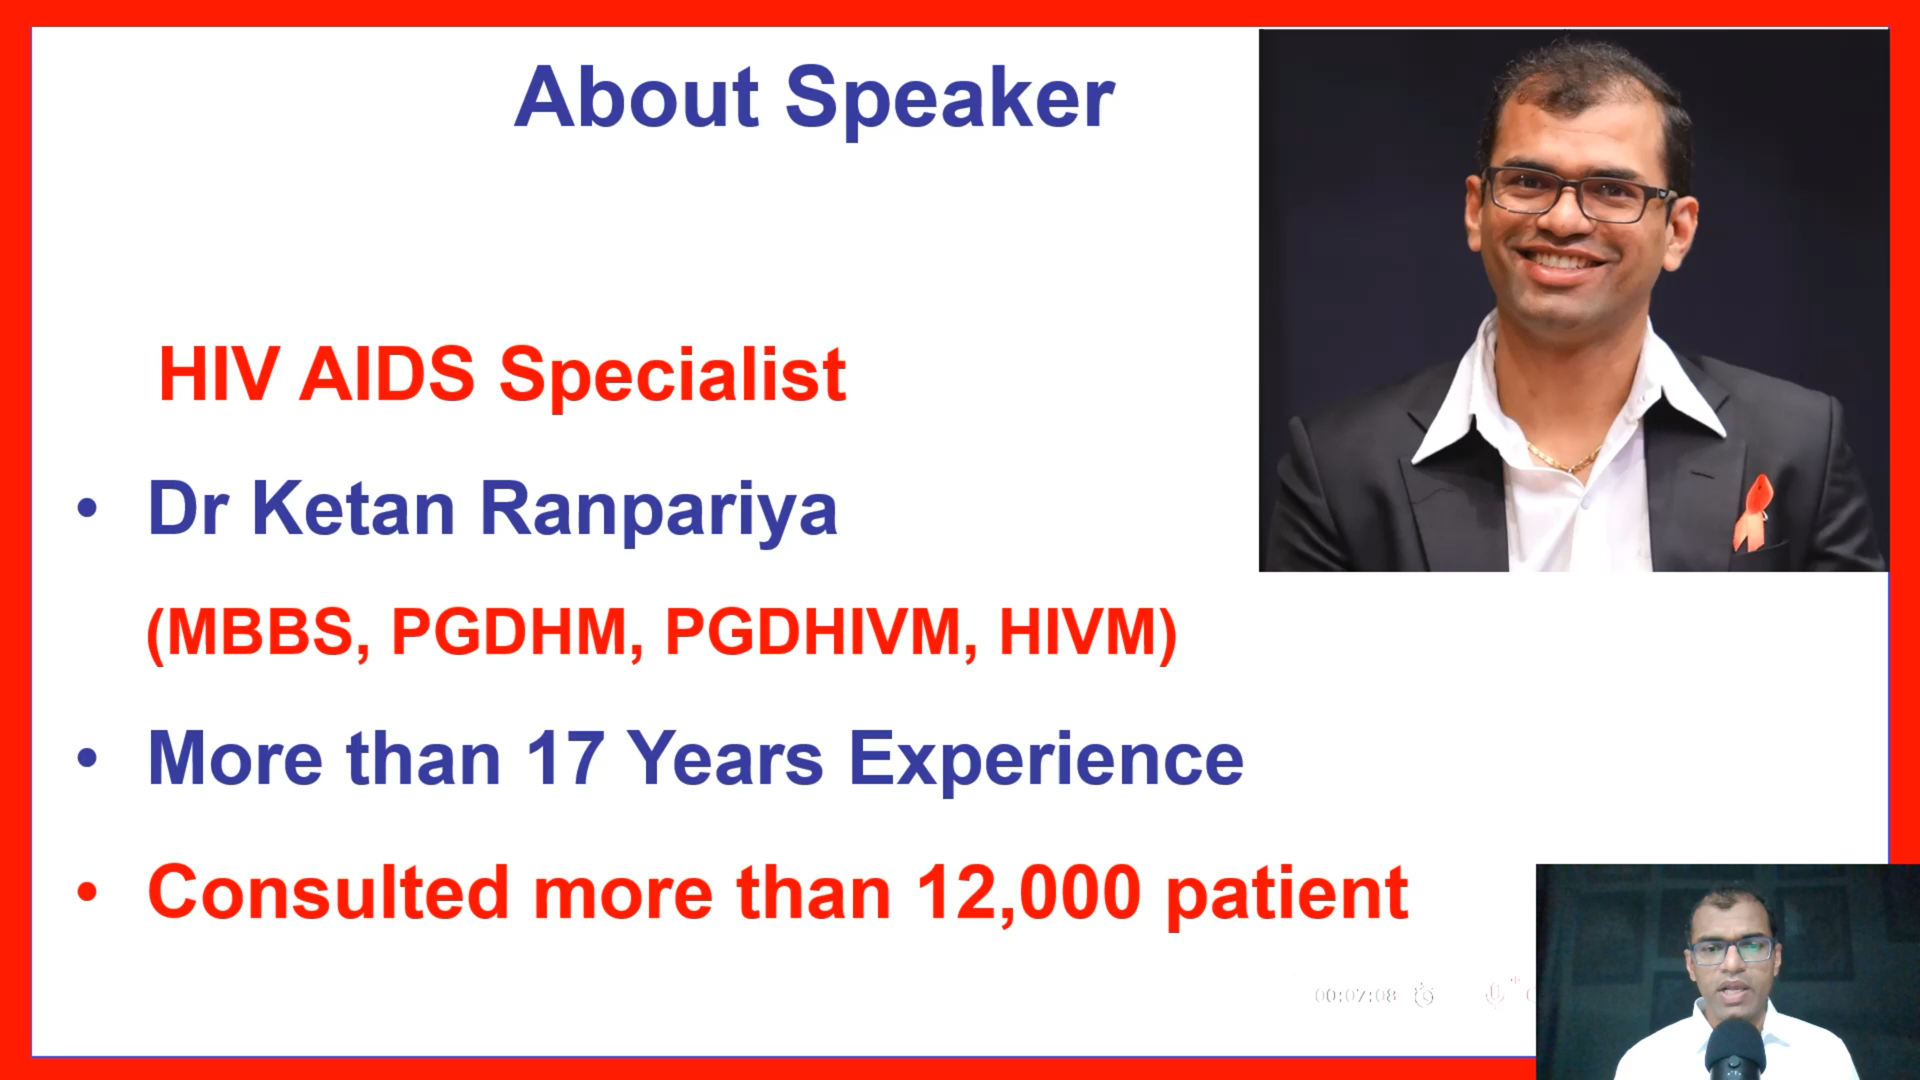 About Speaker
HIV AIDS Specialist
• Dr Ketan Ranpariya
(MBBS, PGDHM, PGDHIVM, HIVM)
• More than 17 Years Experience
• Consulted more than 12,000 patient
00:07:08